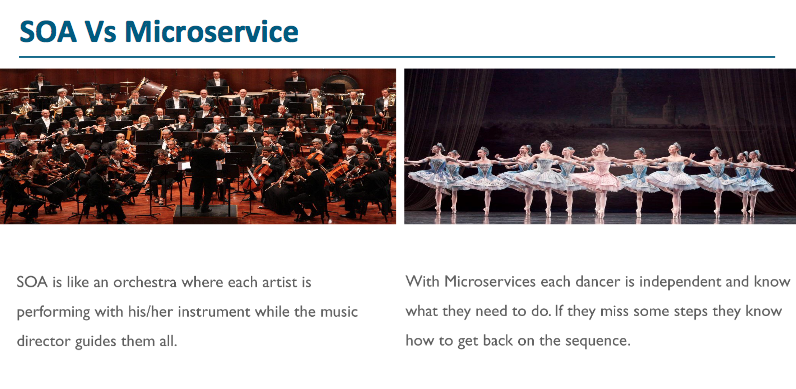 SOA Vs Microservice
SOA is like an orchestra where each artist is
performing with his/her instrument while the music
director guides them all.
With Microservices each dancer is independent and know
what they need to do. If they miss some steps they know
how to get back on the sequence.